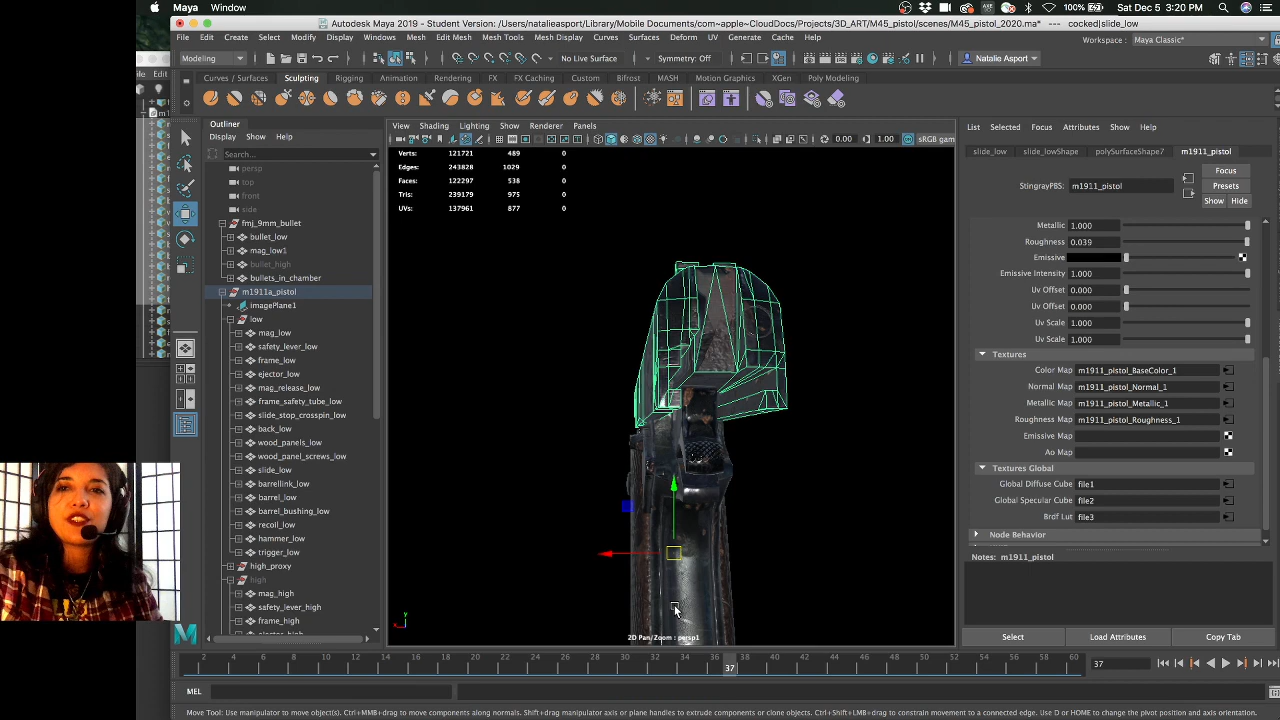 Maya Window
Sat Dec 5 3:20 PM
Autodesk Maya 2019 - Student Version: /Users/natalieasport/Library/Mobile Documents/com~apple~CloudDocs/Projects/3D_ART/M45_pistol/scenes/M45_pistol_2020.ma* --- cocked|slide_low
File Edit Create Select Modify Display Windows Mesh Edit Mesh Mesh Tools Mesh Display Curves Surfaces Deform UV Generate Cache Help
Workspace : Maya Classic*
Modeling
No Live Surface
Symmetry: Off
Natalie Asport
Curves / Surfaces Sculpting Rigging Animation Rendering FX FX Caching Custom Bifrost MASH Motion Graphics XGen Poly Modeling
Outliner
Display Show Help
Search...
persp
top
front
side
fmj_9mm_bullet
bullet_low
mag_low1
bullet_high
bullets_in_chamber
m1911a_pistol
imagePlane1
low
mag_low
safety_lever_low
frame_low
ejector_low
mag_release_low
frame_safety_tube_low
slide_stop_crosspin_low
back_low
wood_panels_low
wood_panel_screws_low
slide_low
barrellink_low
barrel_low
barrel_bushing_low
recoil_low
hammer_low
trigger_low
high_proxy
high
mag_high
safety_lever_high
frame_high
View Shading Lighting Show Renderer Panels
0.00 1.00 sRGB gam
Verts: 121721 489 0
Edges: 243828 1029 0
Faces: 122297 538 0
Tris: 239179 975 0
UVs: 137961 877 0
2D Pan/Zoom : persp1
List Selected Focus Attributes Show Help
slide_low slide_lowShape polySurfaceShape7 m1911_pistol
StingrayPBS: m1911_pistol
Focus
Presets
Show Hide
Metallic 1.000
Roughness 0.039
Emissive
Emissive Intensity 1.000
Uv Offset 0.000
Uv Offset 0.000
Uv Scale 1.000
Uv Scale 1.000
Textures
Color Map m1911_pistol_BaseColor_1
Normal Map m1911_pistol_Normal_1
Metallic Map m1911_pistol_Metallic_1
Roughness Map m1911_pistol_Roughness_1
Emissive Map
Ao Map
Textures Global
Global Diffuse Cube file1
Global Specular Cube file2
Brdf Lut file3
Node Behavior
Notes: m1911_pistol
Select Load Attributes Copy Tab
2 4 6 8 10 12 14 16 18 20 22 24 26 28 30 32 34 36 38 40 42 44 46 48 50 52 54 56 58 60
37
37
MEL
Move Tool: Use manipulator to move object(s). Ctrl+MMB+drag to move components along normals. Shift+drag manipulator axis or plane handles to extrude components or clone objects. Ctrl+Shift+LMB+drag to constrain movement to a connected edge. Use D or HOME to change the pivot position and axis orientation.